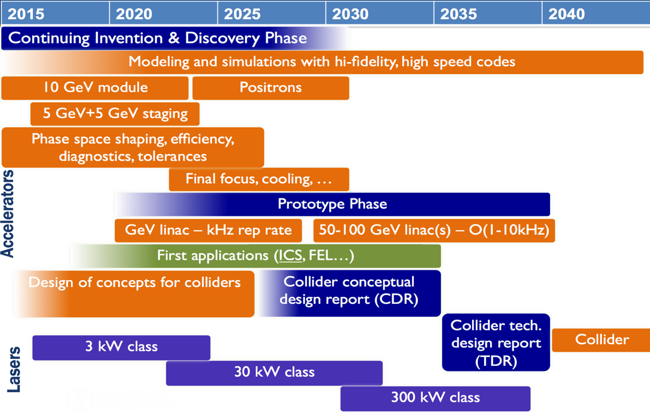 2015 2020 2025 2030 2035 2040
Continuing Invention & Discovery Phase
Modeling and simulations with hi-fidelity, high speed codes
10 GeV module Positrons
5 GeV+5 GeV staging
Phase space shaping, efficiency,
diagnostics, tolerances
Final focus, cooling, …
Prototype Phase
GeV linac – kHz rep rate 50-100 GeV linac(s) – O(1-10kHz)
First applications (ICS, FEL…)
Design of concepts for colliders
Collider conceptual
design report (CDR)
Collider tech.
design report
(TDR)
Collider
Accelerators
3 kW class
30 kW class
300 kW class
Lasers